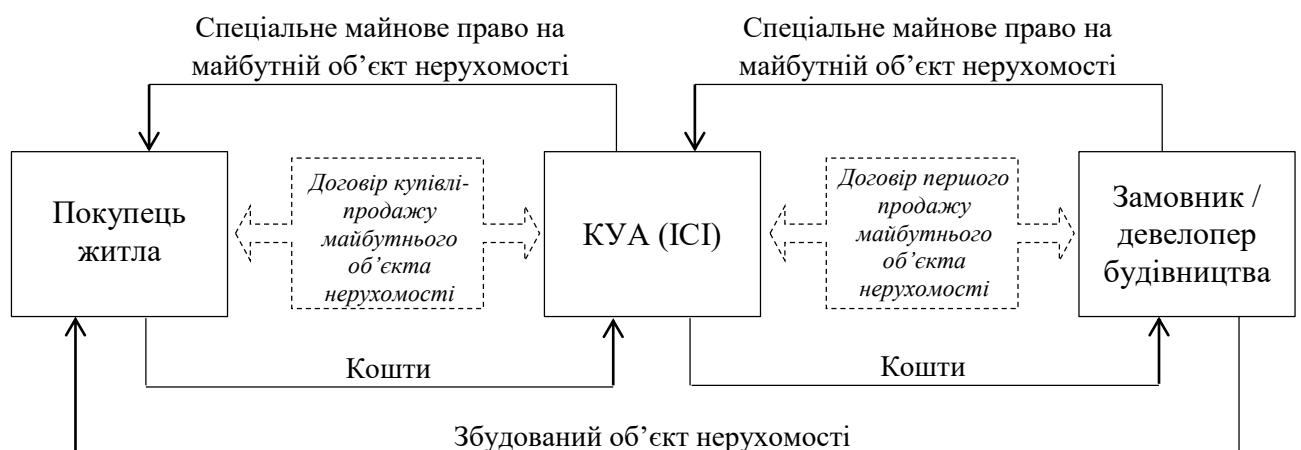 Спеціальне майнове право на
майбутній об’єкт нерухомості
Спеціальне майнове право на
майбутній об’єкт нерухомості
Покупець
житла
Договір купівлі-
продажу
майбутнього
об’єкта
нерухомості
КУА (ІСІ)
Договір першого
продажу
майбутнього
об’єкта
нерухомості
Замовник /
девелопер
будівництва
Кошти
Кошти
Збудований об’єкт нерухомості